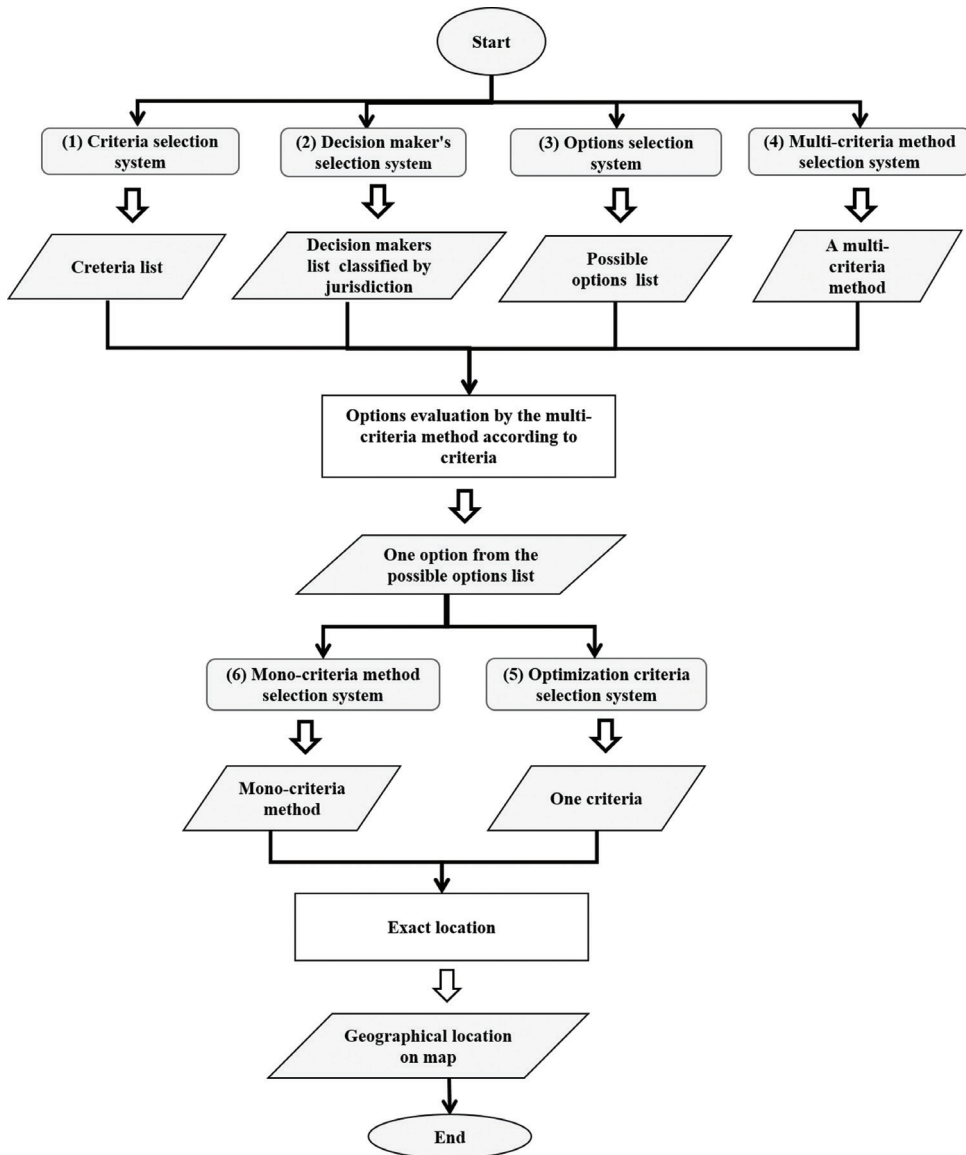 Start
(1) Criteria selection
system
(2) Decision maker's
selection system
(3) Options selection
system
(4) Multi-criteria method
selection system
Creteria list
Decision makers
list classified by
jurisdiction
Possible
options list
A multi-
criteria
method
Options evaluation by the multi-
criteria method according to
criteria
One option from the
possible options list
(6) Mono-criteria method
selection system
(5) Optimization criteria
selection system
Mono-criteria
method
One criteria
Exact location
Geographical location
on map
End